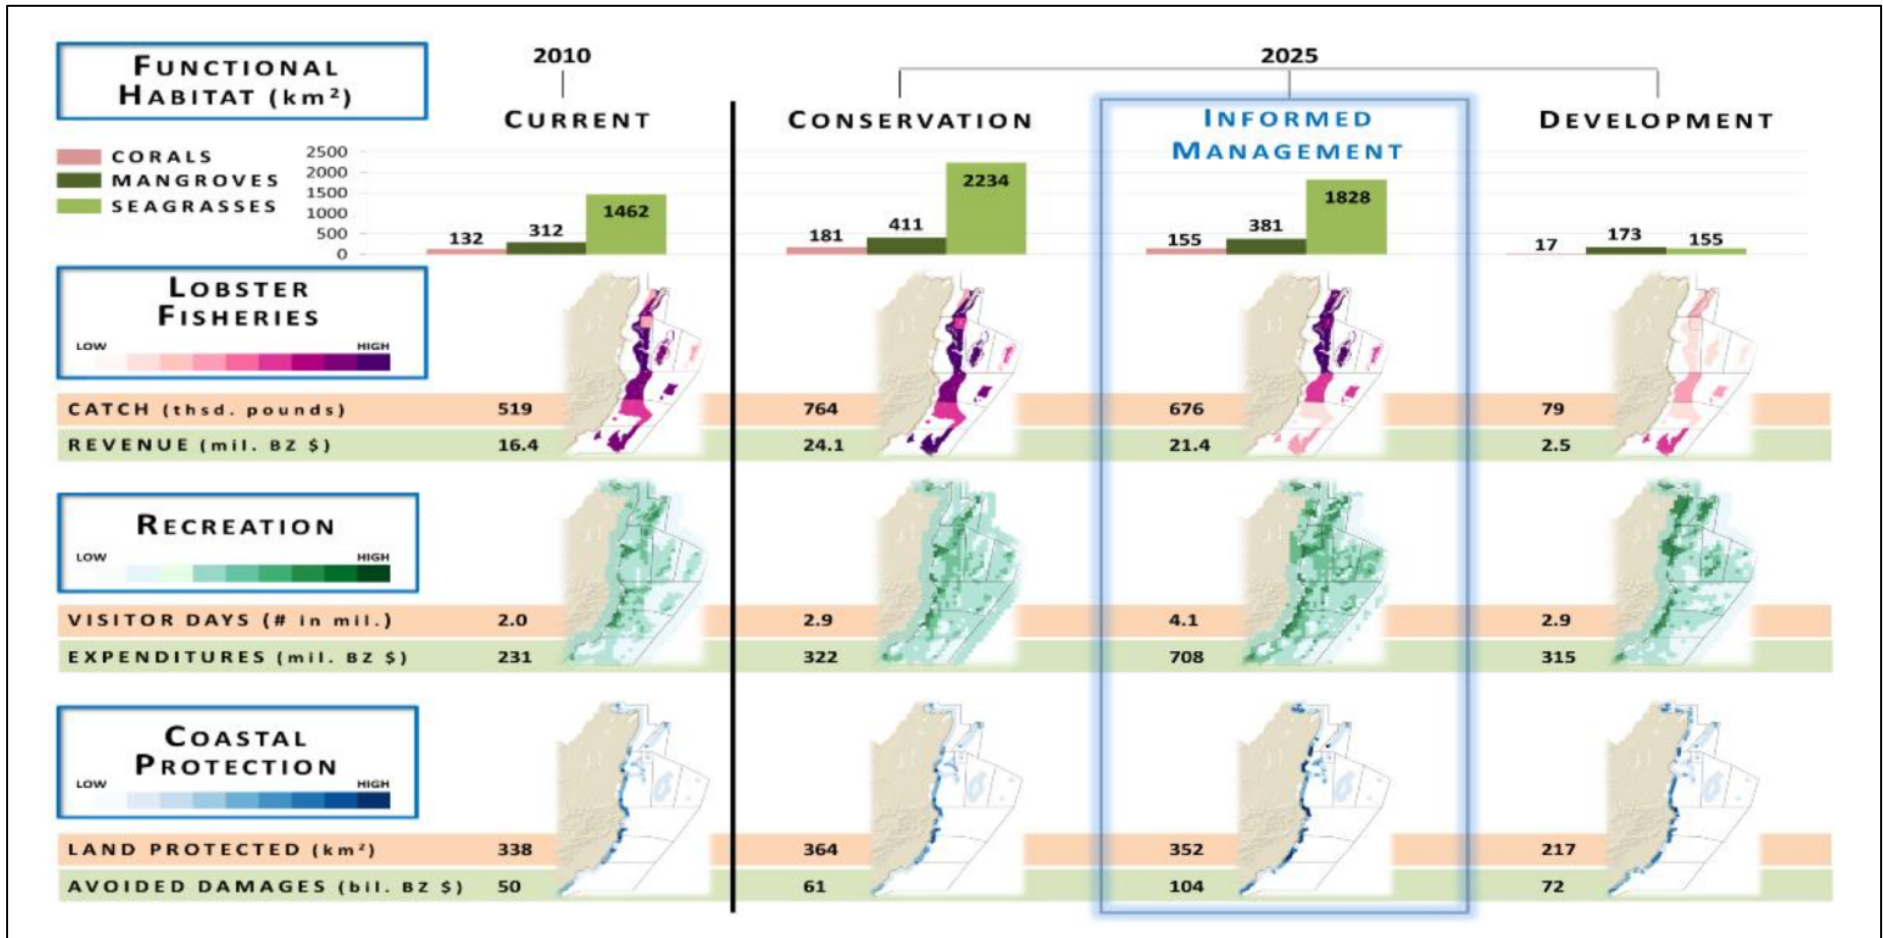 FUNCTIONAL
HABITAT (km²)
2010
2025
CURRENT
CONSERVATION
INFORMED
MANAGEMENT
DEVELOPMENT
CORALS
MANGROVES
SEAGRASSES
2500
2000
1500
1000
500
0
132
312
1462
181
411
2234
155
381
1828
17
173
155
LOBSTER
FISHERIES
LOW HIGH
CATCH (thsd. pounds) 519 764 676 79
REVENUE (mil. BZ $) 16.4 24.1 21.4 2.5
RECREATION
LOW HIGH
VISITOR DAYS (# in mil.) 2.0 2.9 4.1 2.9
EXPENDITURES (mil. BZ $) 231 322 708 315
COASTAL
PROTECTION
LOW HIGH
LAND PROTECTED (km²) 338 364 352 217
AVOIDED DAMAGES (bil. BZ $) 50 61 104 72